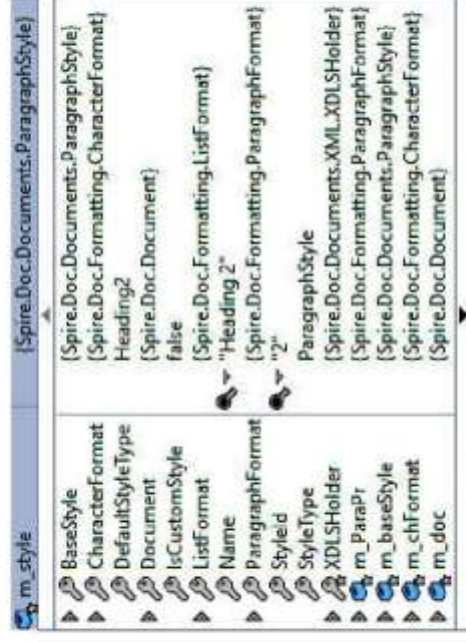 m_style {Spire.Doc.Documents.ParagraphStyle}
BaseStyle {Spire.Doc.Documents.ParagraphStyle}
CharacterFormat {Spire.Doc.Formatting.CharacterFormat}
DefaultStyleType Heading2
Document {Spire.Doc.Document}
IsCustomStyle false
ListFormat {Spire.Doc.Formatting.ListFormat}
Name "Heading 2"
ParagraphFormat {Spire.Doc.Formatting.ParagraphFormat}
StyleId "2"
StyleType ParagraphStyle
XDLSHolder {Spire.Doc.Documents.XML.XDLSHolder}
m_ParaPr {Spire.Doc.Formatting.ParagraphFormat}
m_baseStyle {Spire.Doc.Documents.ParagraphStyle}
m_chFormat {Spire.Doc.Formatting.CharacterFormat}
m_doc {Spire.Doc.Document}